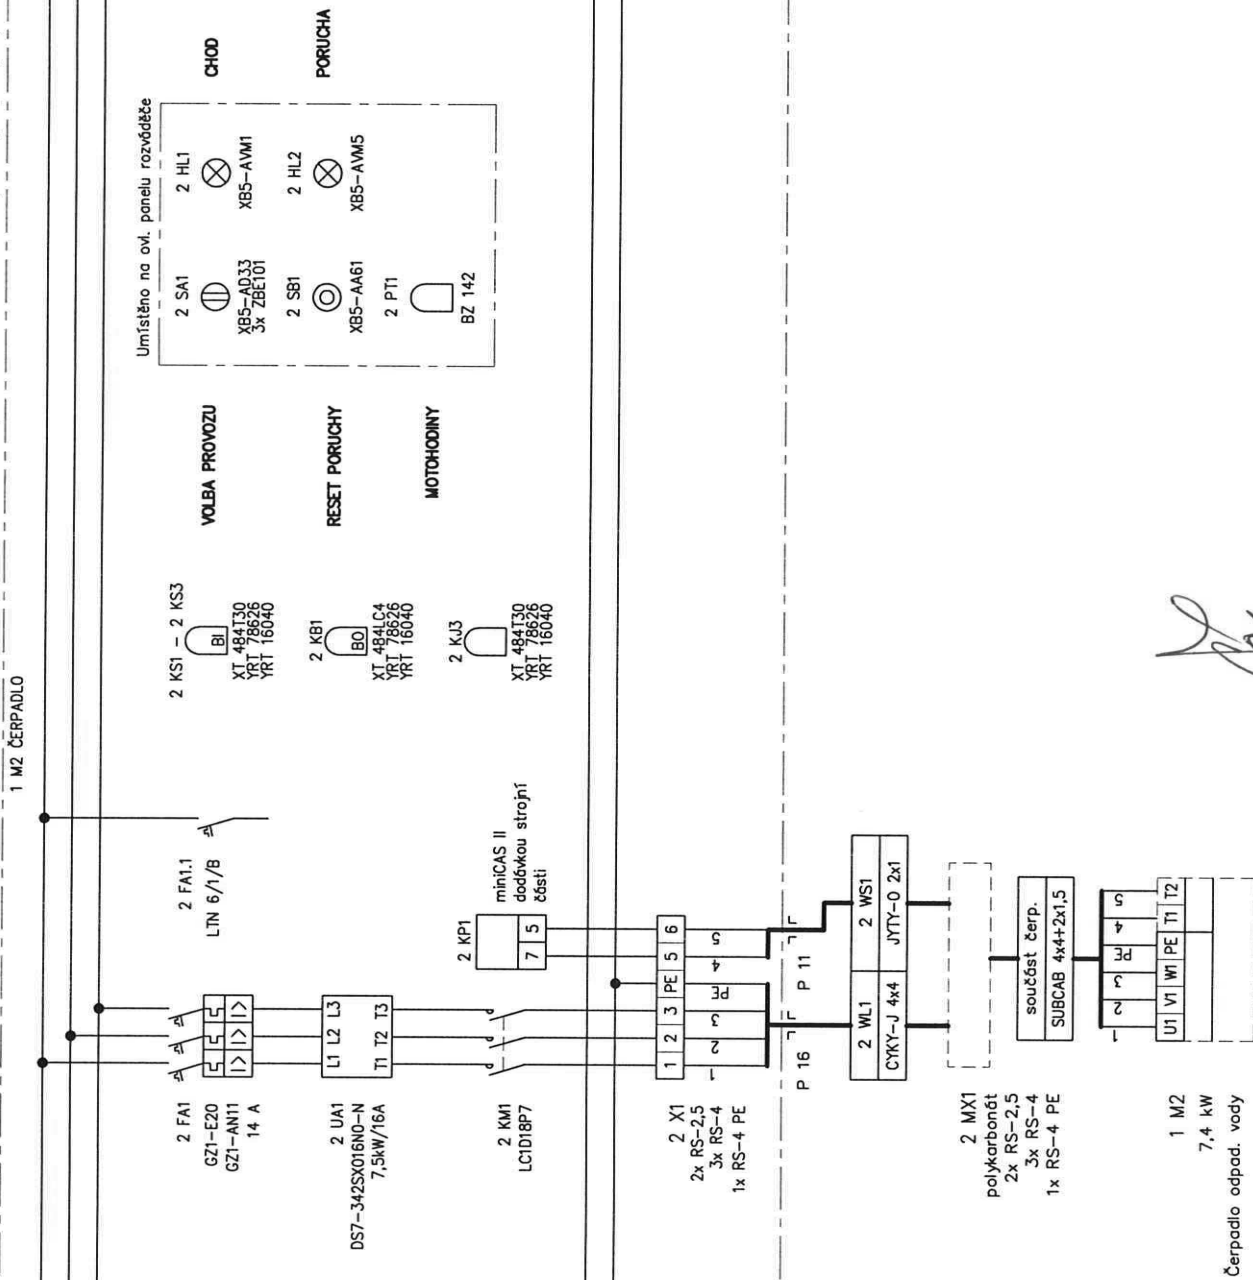 1 M2 ČERPADLO
2 FA1
GZ1-E20
GZ1-AN11
14 A
I> I> I>
2 FA1.1
LTN 6/1/B
2 UA1
DS7-342SX016N0-N
7,5kW/16A
L1 L2 L3
T1 T2 T3
2 KM1
LC1D18P7
2 KP1
7 5
miniCAS II
dodávkou strojní
části
2 X1
2x RS-2,5
3x RS-4
1x RS-4 PE
1 2 3 PE 5 6
1 2 3 PE 4 5
P 16
P 11
2 WL1
CYKY-J 4x4
2 WS1
JYTY-O 2x1
2 MX1
polykarbonát
2x RS-2,5
3x RS-4
1x RS-4 PE
součást čerp.
SUBCAB 4x4+2x1,5
1 2 3 PE 4 5
U1 V1 W1 PE T1 T2
1 M2
7,4 kW
Čerpadlo odpad. vody
2 KS1 - 2 KS3
BI
XT 484T30
YRT 78626
YRT 16040
2 KB1
BO
XT 484LC4
YRT 78626
YRT 16040
2 KJ3
XT 484T30
YRT 78626
YRT 16040
VOLBA PROVOZU
RESET PORUCHY
MOTOHODINY
Umístěno na ovl. panelu rozváděče
2 SA1
XB5-AD33
3x ZBE101
2 HL1
XB5-AVM1
CHOD
2 SB1
XB5-AA61
2 HL2
XB5-AVM5
PORUCHA
2 PT1
BZ 142